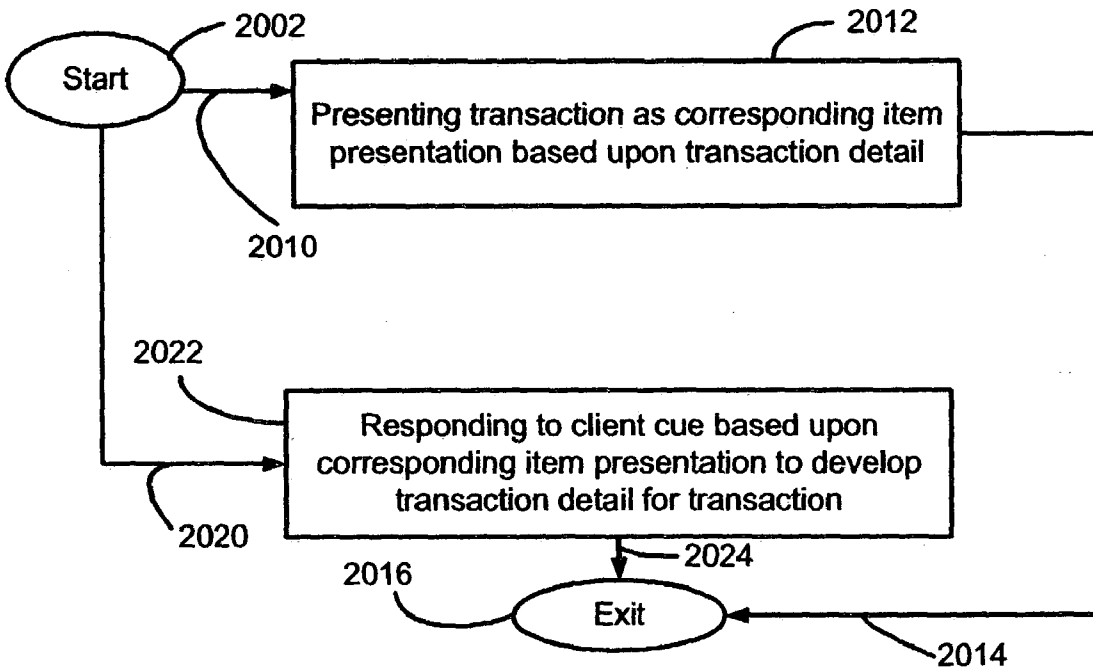 2002
2012
Start
Presenting transaction as corresponding item
presentation based upon transaction detail
2010
2022
Responding to client cue based upon
corresponding item presentation to develop
transaction detail for transaction
2020
2024
2016
Exit
2014